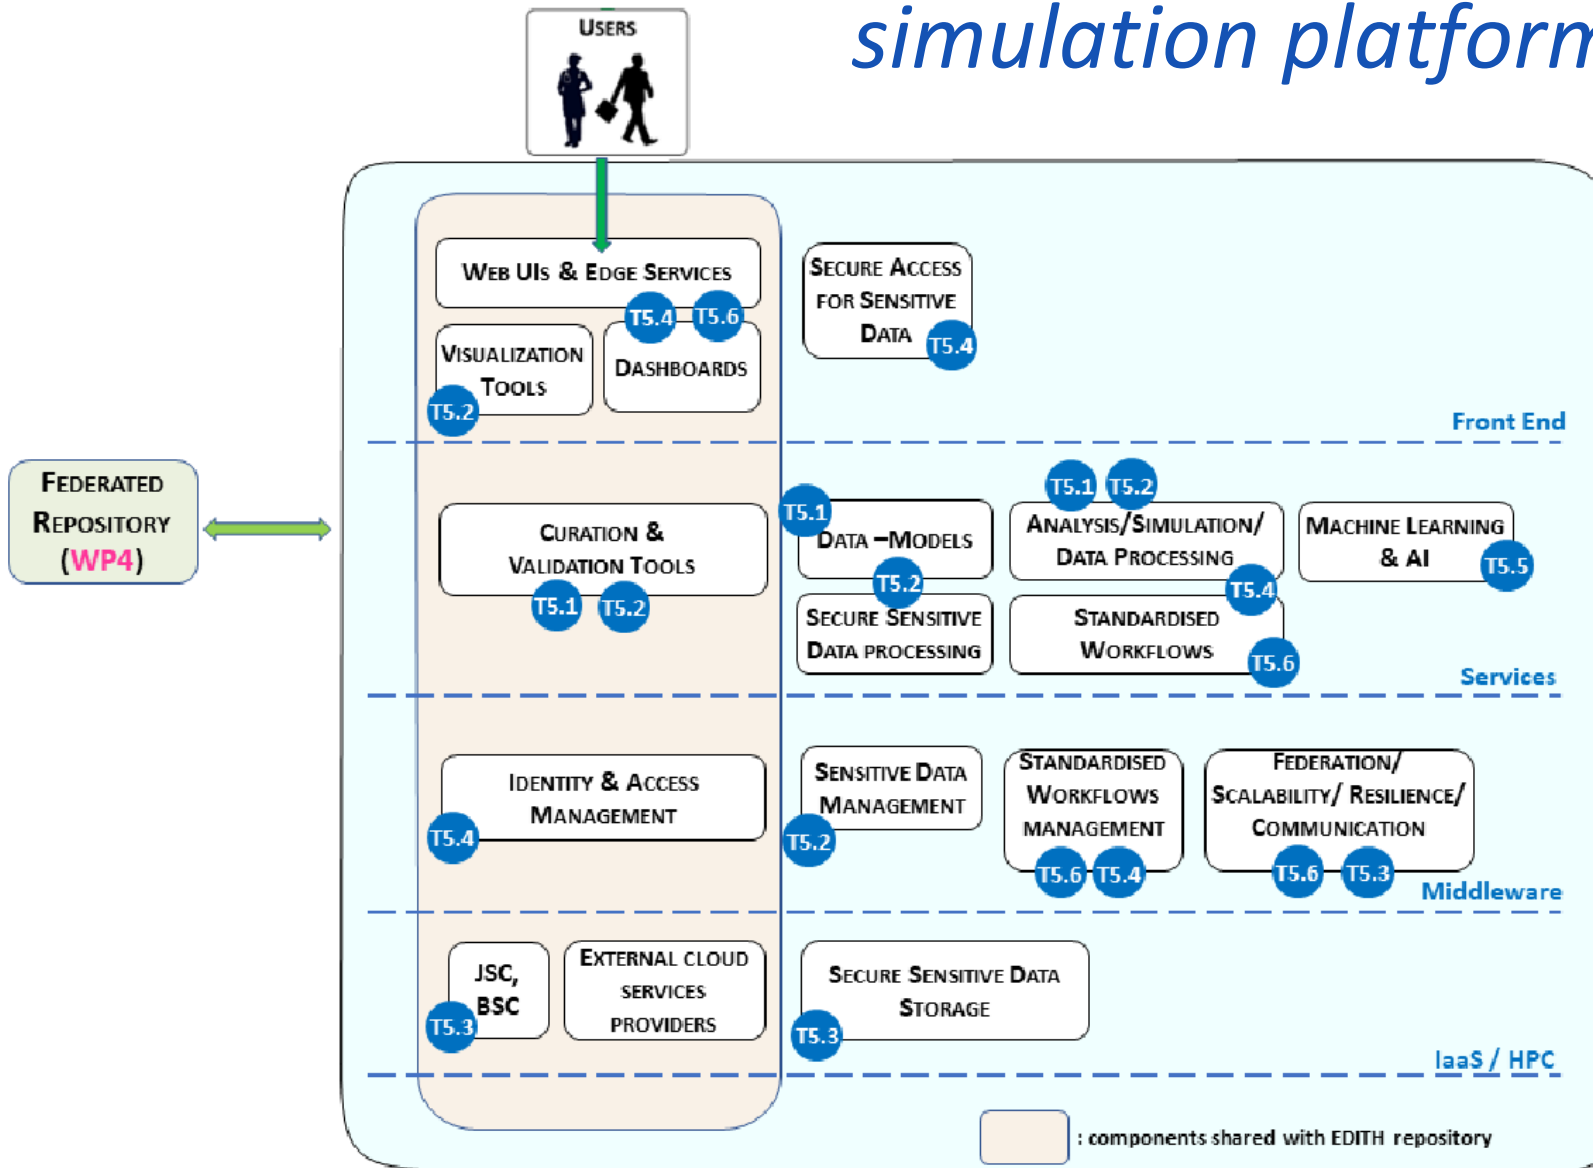 simulation platform
USERS
WEB UIS & EDGE SERVICES
T5.4
T5.6
VISUALIZATION
TOOLS
T5.2
DASHBOARDS
SECURE ACCESS
FOR SENSITIVE
DATA
T5.4
Front End
FEDERATED
REPOSITORY
(WP4)
CURATION &
VALIDATION TOOLS
T5.1
T5.2
T5.1
DATA –MODELS
T5.2
T5.1
T5.2
ANALYSIS/SIMULATION/
DATA PROCESSING
T5.4
MACHINE LEARNING
& AI
T5.5
SECURE SENSITIVE
DATA PROCESSING
STANDARDISED
WORKFLOWS
T5.6
Services
IDENTITY & ACCESS
MANAGEMENT
T5.4
SENSITIVE DATA
MANAGEMENT
T5.2
STANDARDISED
WORKFLOWS
MANAGEMENT
T5.6
T5.4
FEDERATION/
SCALABILITY/ RESILIENCE/
COMMUNICATION
T5.6
T5.3
Middleware
JSC,
BSC
T5.3
EXTERNAL CLOUD
SERVICES
PROVIDERS
SECURE SENSITIVE DATA
STORAGE
T5.3
IaaS / HPC
: components shared with EDITH repository